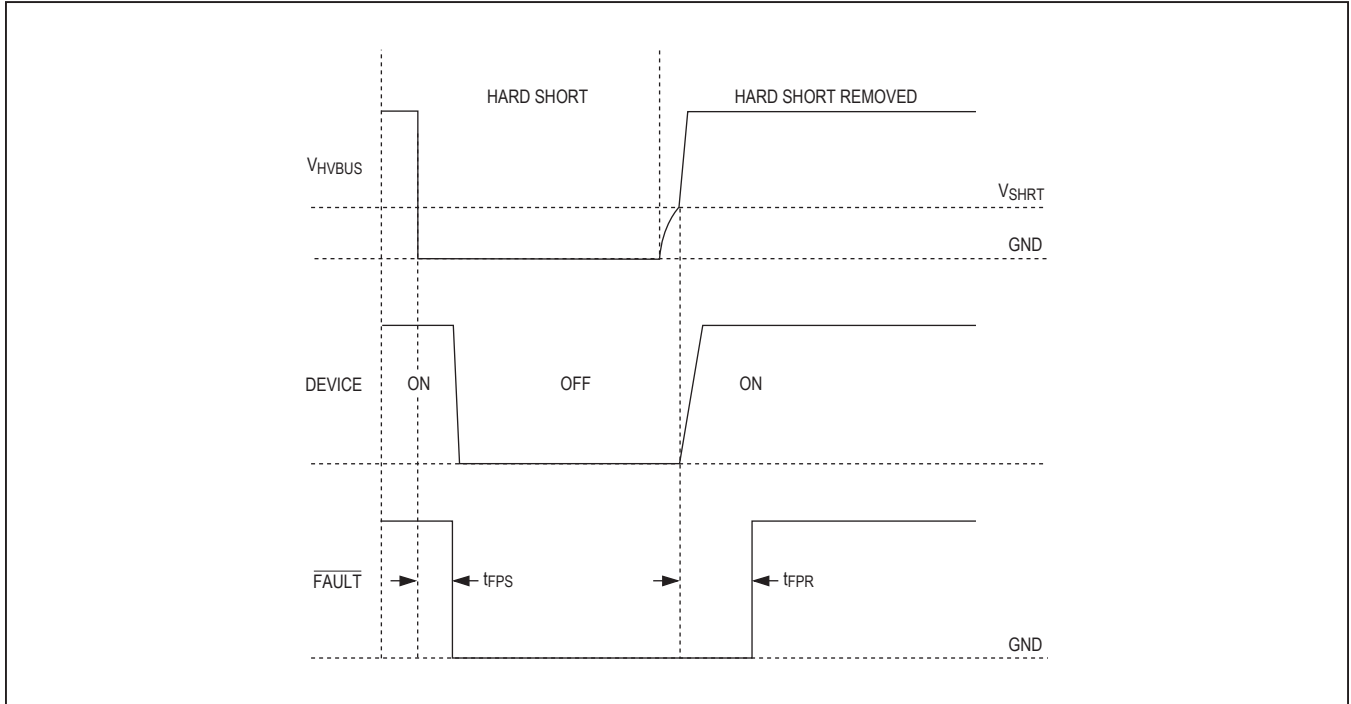 HARD SHORT
HARD SHORT REMOVED
VHVBUS
VSHRT
GND
DEVICE
ON
OFF
ON
FAULT
tFPS
tFPR
GND